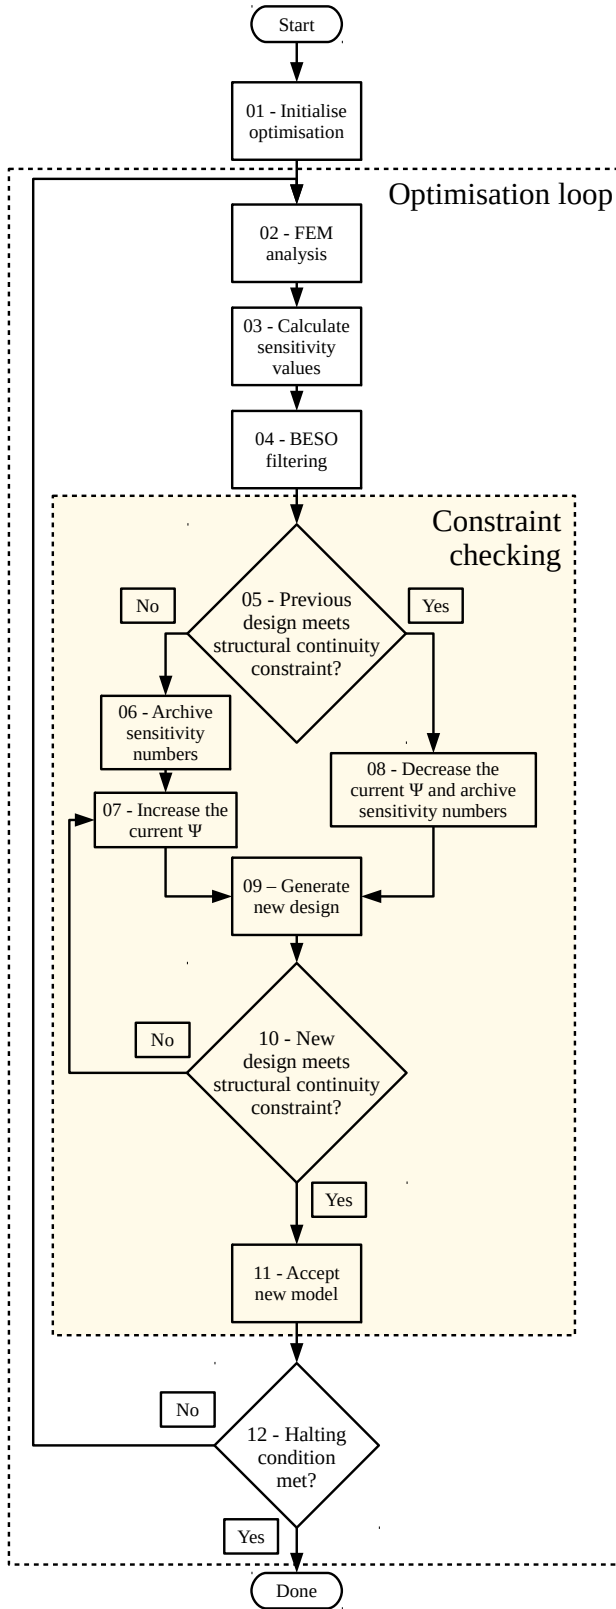 Start
01 - Initialise
optimisation
Optimisation loop
02 - FEM
analysis
03 - Calculate
sensitivity
values
04 - BESO
filtering
Constraint
checking
No
05 - Previous
design meets
structural continuity
constraint?
Yes
06 - Archive
sensitivity
numbers
08 - Decrease the
current Ψ and archive
sensitivity numbers
07 - Increase the
current Ψ
09 – Generate
new design
No
10 - New
design meets
structural continuity
constraint?
Yes
11 - Accept
new model
No
12 - Halting
condition
met?
Yes
Done